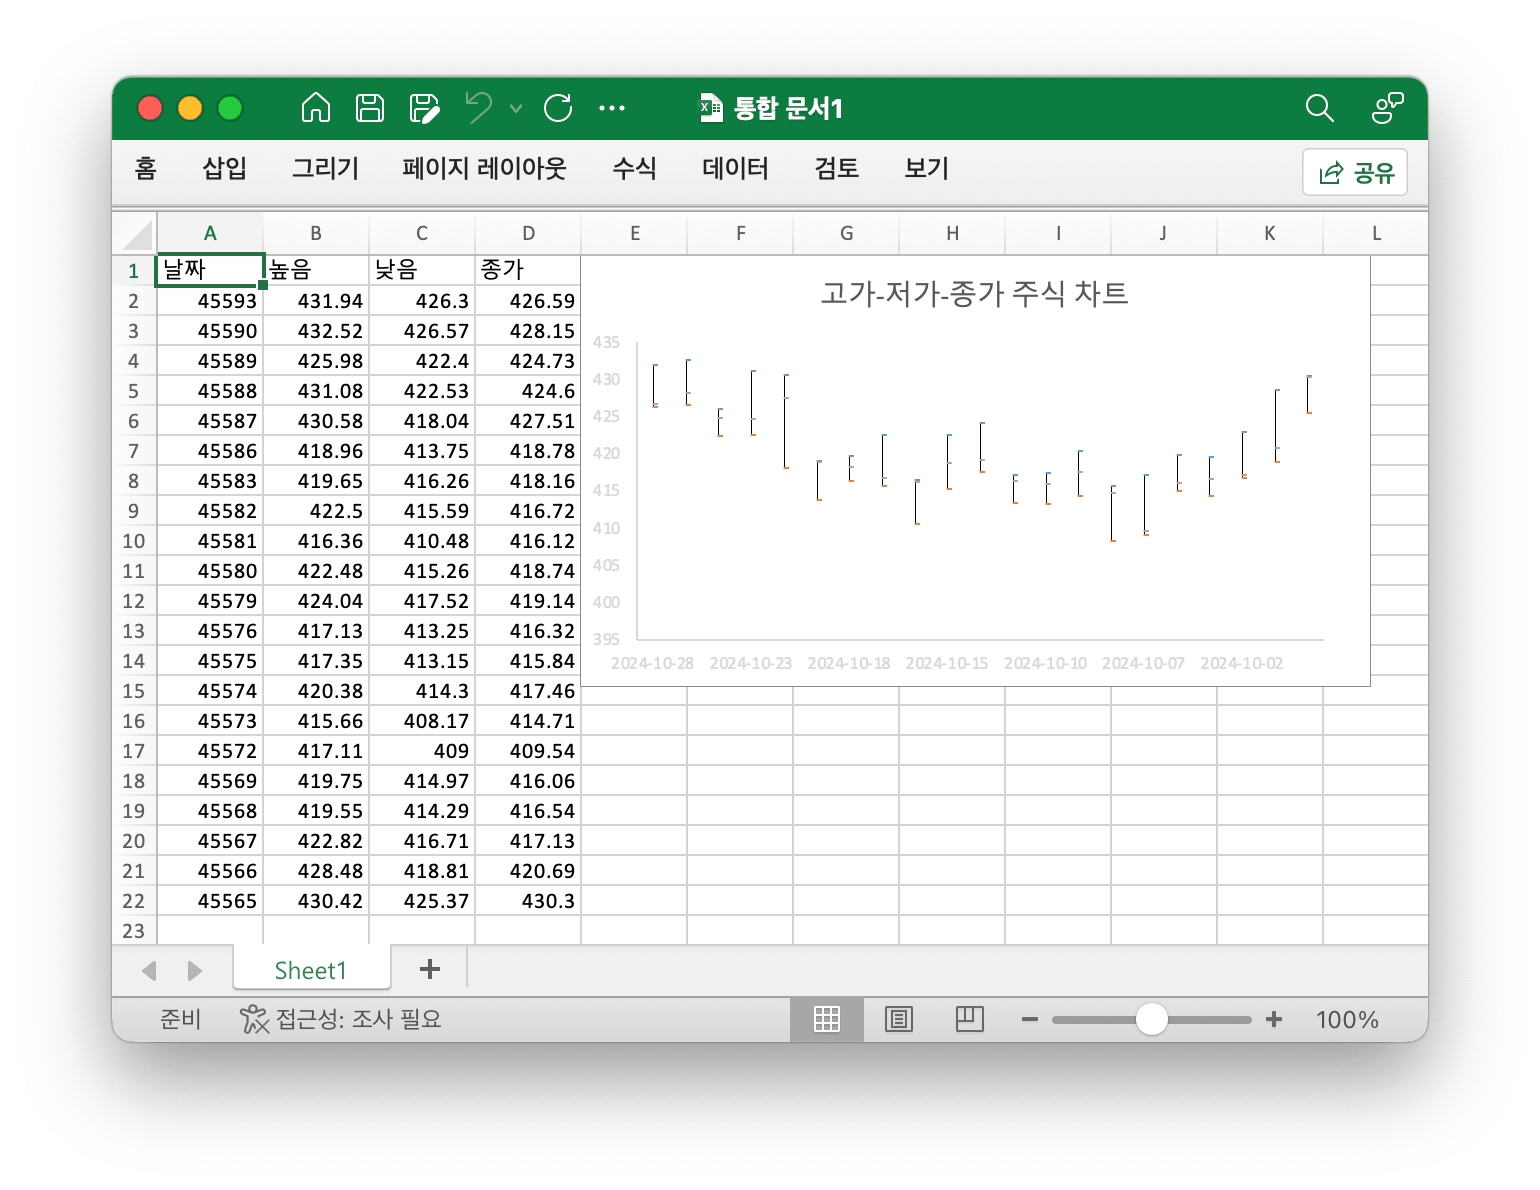 통합 문서1
홈 삽입 그리기 페이지 레이아웃 수식 데이터 검토 보기 공유
A B C D E F G H I J K L
1 날짜 높음 낮음 종가
2 45593 431.94 426.3 426.59
3 45590 432.52 426.57 428.15
4 45589 425.98 422.4 424.73
5 45588 431.08 422.53 424.6
6 45587 430.58 418.04 427.51
7 45586 418.96 413.75 418.78
8 45583 419.65 416.26 418.16
9 45582 422.5 415.59 416.72
10 45581 416.36 410.48 416.12
11 45580 422.48 415.26 418.74
12 45579 424.04 417.52 419.14
13 45576 417.13 413.25 416.32
14 45575 417.35 413.15 415.84
15 45574 420.38 414.3 417.46
16 45573 415.66 408.17 414.71
17 45572 417.11 409 409.54
18 45569 419.75 414.97 416.06
19 45568 419.55 414.29 416.54
20 45567 422.82 416.71 417.13
21 45566 428.48 418.81 420.69
22 45565 430.42 425.37 430.3
23
고가-저가-종가 주식 차트
435
430
425
420
415
410
405
400
395
2024-10-28 2024-10-23 2024-10-18 2024-10-15 2024-10-10 2024-10-07 2024-10-02
Sheet1
준비 접근성: 조사 필요 100%